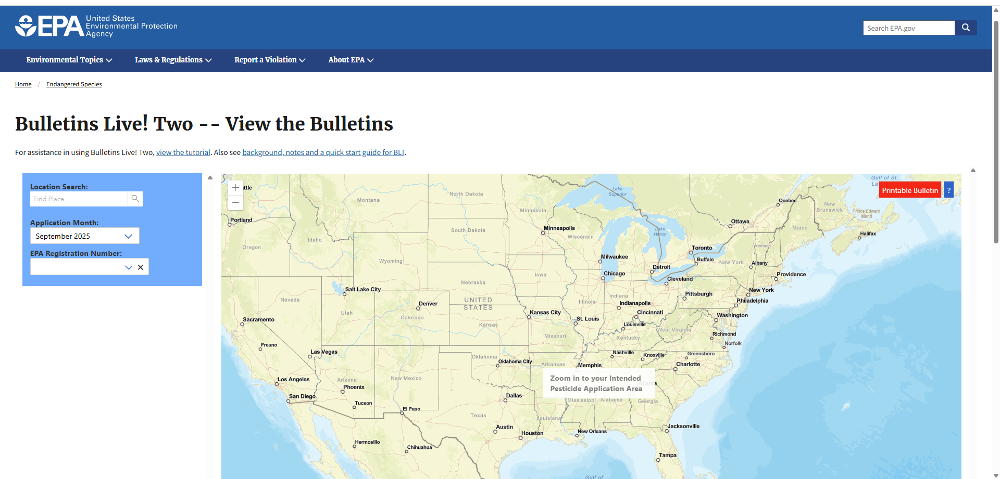 EPA
United States
Environmental Protection
Agency
Search EPA.gov
Environmental Topics
Laws & Regulations
Report a Violation
About EPA
Home / Endangered Species
Bulletins Live! Two -- View the Bulletins
For assistance in using Bulletins Live! Two, view the tutorial. Also see background, notes and a quick start guide for BLT.
Location Search:
Find Place
Application Month:
September 2025
EPA Registration Number:
Printable Bulletin
?
+
−
ttle
Portland
Oregon
Idaho
Montana
North Dakota
South Dakota
Minnesota
Minneapolis
Wisconsin
Lake
Superior
Lake
Huron
Gulf of St.
La
Quebec
New
Brunswick
Prince Edward
Island
Maine
Halifax
Ottawa
Toronto
Buffalo
Vermont
New York
Albany
Providence
Wyoming
Milwaukee
Chicago
Detroit
Cleveland
Iowa
Nebraska
Salt Lake City
Nevada
Utah
Denver
Colorado
UNITED
STATES
Kansas City
Kansas
Illinois
Indiana
Indianapolis
Cincinnati
St. Louis
Louisville
Missouri
Kentucky
West Virginia
Pittsburgh
New York
Philadelphia
Washington
Richmond
Norfolk
Sacramento
Fresno
Las Vegas
Oklahoma
Oklahoma City
Arkansas
Memphis
Nashville
Knoxville
Greensboro
Charlotte
Los Angeles
San Diego
Arizona
Phoenix
Tucson
New Mexico
El Paso
Zoom in to your Intended
Pesticide Application Area
Atlanta
Dallas
Mississippi
Alabama
Georgia
Texas
Louisiana
Austin
Houston
New Orleans
Jacksonville
Hermosillo
Chihuahua
Tampa
Gulf of